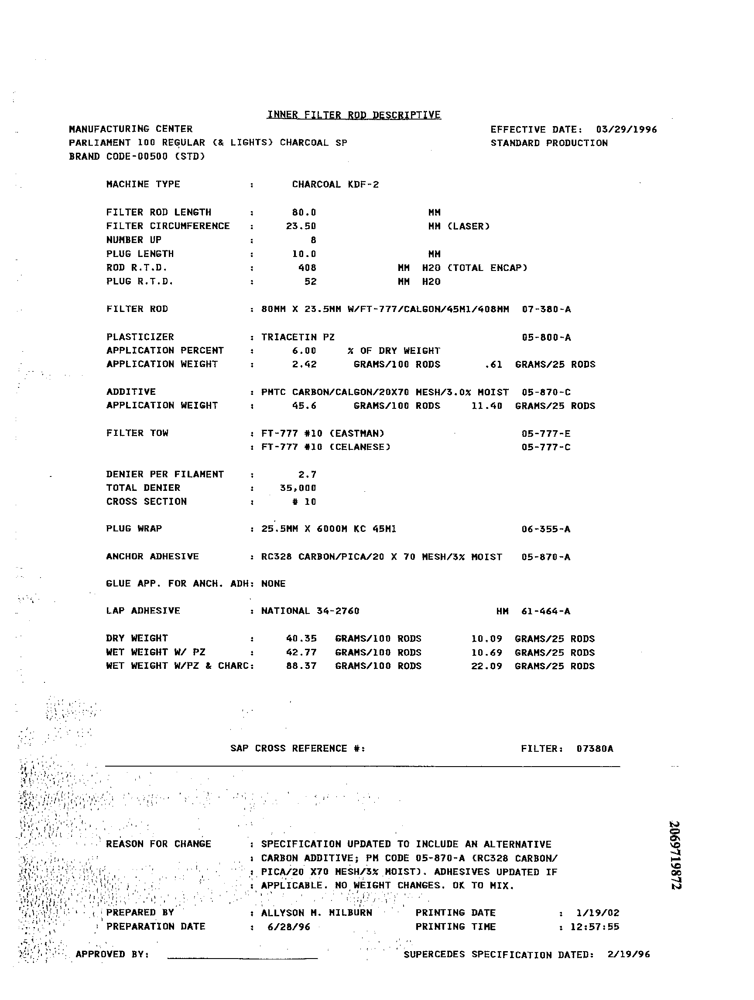 INNER FILTER ROD DESCRIPTIVE
MANUFACTURING CENTER EFFECTIVE DATE: 03/29/1996
PARLIAMENT 100 REGULAR (& LIGHTS) CHARCOAL SP STANDARD PRODUCTION
BRAND CODE-00500 (STD)
MACHINE TYPE : CHARCOAL KDF-2
FILTER ROD LENGTH : 80.0 MM
FILTER CIRCUMFERENCE : 23.50 MM (LASER)
NUMBER UP : 8
PLUG LENGTH : 10.0 MM
ROD R.T.D. : 408 MM H2O (TOTAL ENCAP)
PLUG R.T.D. : 52 MM H2O
FILTER ROD : 80MM X 23.5MM W/FT-777/CALGON/45M1/408MM 07-380-A
PLASTICIZER : TRIACETIN PZ 05-800-A
APPLICATION PERCENT : 6.00 % OF DRY WEIGHT
APPLICATION WEIGHT : 2.42 GRAMS/100 RODS .61 GRAMS/25 RODS
ADDITIVE : PMTC CARBON/CALGON/20X70 MESH/3.0% MOIST 05-870-C
APPLICATION WEIGHT : 45.6 GRAMS/100 RODS 11.40 GRAMS/25 RODS
FILTER TOW : FT-777 #10 (EASTMAN) 05-777-E
: FT-777 #10 (CELANESE) 05-777-C
DENIER PER FILAMENT : 2.7
TOTAL DENIER : 35,000
CROSS SECTION : # 10
PLUG WRAP : 25.5MM X 6000M KC 45M1 06-355-A
ANCHOR ADHESIVE : RC328 CARBON/PICA/20 X 70 MESH/3% MOIST 05-870-A
GLUE APP. FOR ANCH. ADH: NONE
LAP ADHESIVE : NATIONAL 34-2760 HM 61-464-A
DRY WEIGHT : 40.35 GRAMS/100 RODS 10.09 GRAMS/25 RODS
WET WEIGHT W/ PZ : 42.77 GRAMS/100 RODS 10.69 GRAMS/25 RODS
WET WEIGHT W/PZ & CHARC: 88.37 GRAMS/100 RODS 22.09 GRAMS/25 RODS
SAP CROSS REFERENCE #: FILTER: 07380A
REASON FOR CHANGE : SPECIFICATION UPDATED TO INCLUDE AN ALTERNATIVE
: CARBON ADDITIVE; PM CODE 05-870-A (RC328 CARBON/
: PICA/20 X70 MESH/3% MOIST). ADHESIVES UPDATED IF
: APPLICABLE. NO WEIGHT CHANGES. OK TO MIX.
PREPARED BY : ALLYSON M. MILBURN PRINTING DATE : 1/19/02
PREPARATION DATE : 6/28/96 PRINTING TIME : 12:57:55
APPROVED BY: SUPERCEDES SPECIFICATION DATED: 2/19/96
2069719872